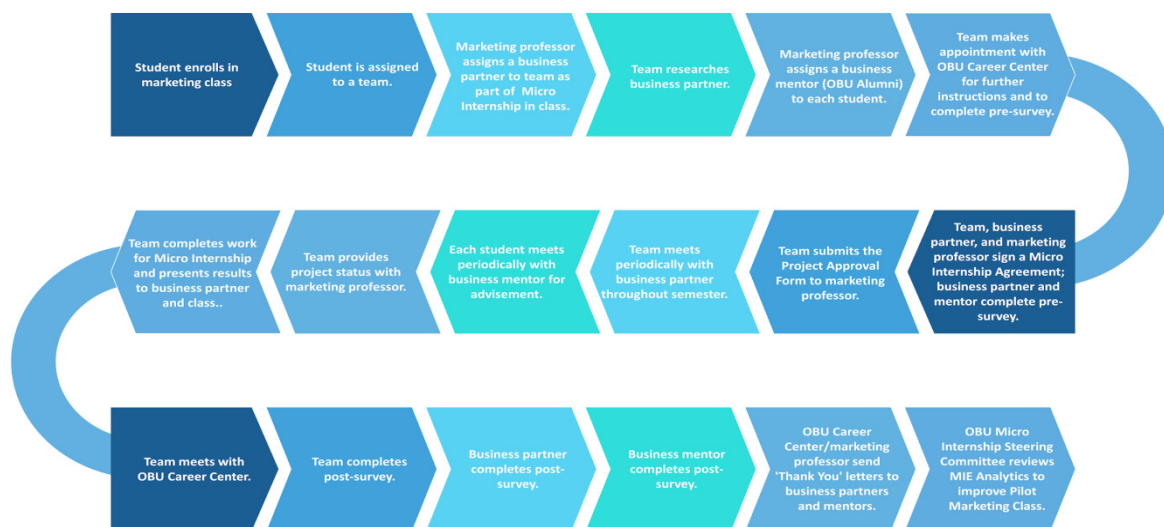 Student enrolls in
marketing class
Student is assigned
to a team.
Marketing professor
assigns a business
partner to team as
part of Micro
Internship in class.
Team researches
business partner.
Marketing professor
assigns a business
mentor (OBU Alumni)
to each student.
Team makes
appointment with
OBU Career Center
for further
instructions and to
complete pre-survey.
Team, business
partner, and marketing
professor sign a Micro
Internship Agreement;
business partner and
mentor complete pre-
survey.
Team submits the
Project Approval
Form to marketing
professor.
Team meets
periodically with
business partner
throughout semester.
Each student meets
periodically with
business mentor for
advisement.
Team provides
project status with
marketing professor.
Team completes work
for Micro Internship
and presents results
to business partner
and class..
Team meets with
OBU Career Center.
Team completes
post-survey.
Business partner
completes post-
survey.
Business mentor
completes post-
survey.
OBU Career
Center/marketing
professor send
'Thank You' letters to
business partners
and mentors.
OBU Micro
Internship Steering
Committee reviews
MIE Analytics to
improve Pilot
Marketing Class.